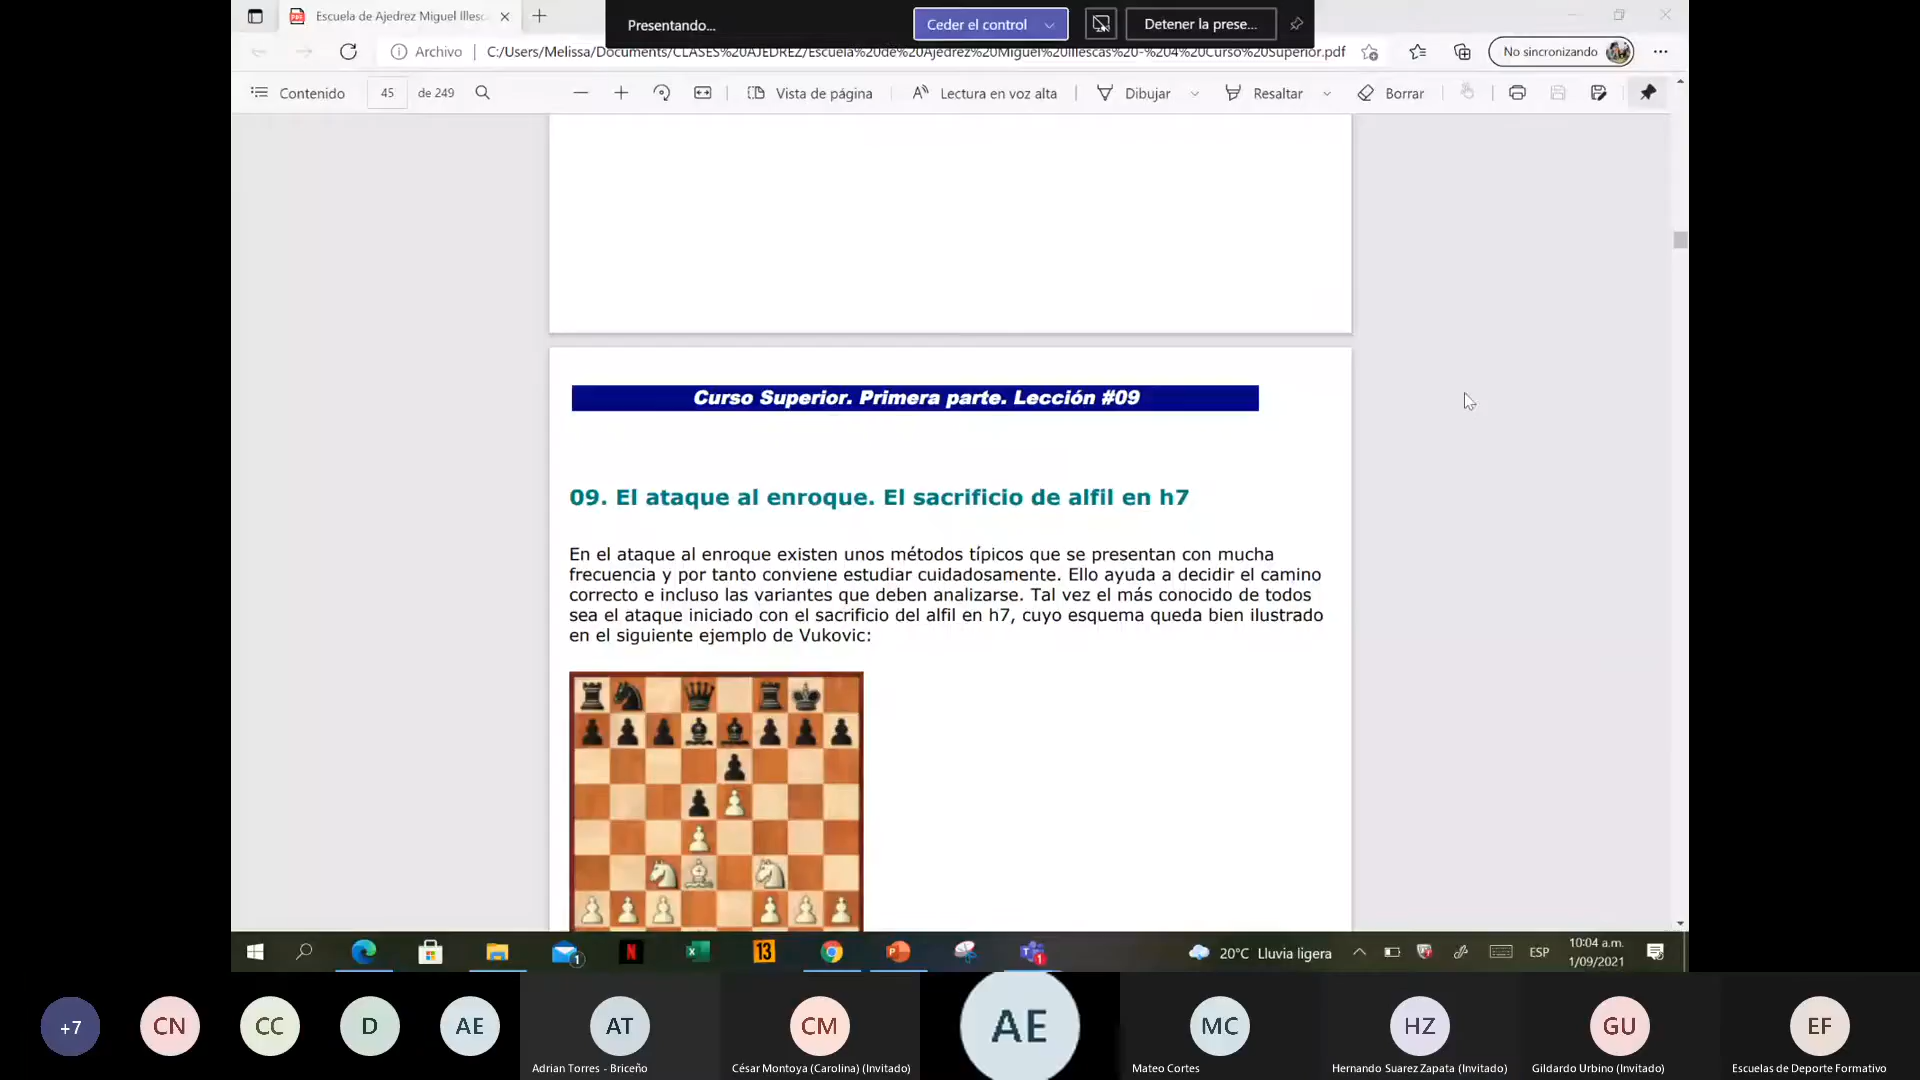 Escuela de Ajedrez Miguel Illesc
Presentando...
Ceder el control
Detener la prese...
Archivo
C:/Users/Melissa/Documents/CLASES%20AJEDREZ/Escuela%20de%20Ajedrez%20Miguel%20Illescas%20-%204%20Curso%20Superior.pdf
No sincronizando
Contenido
45
de 249
Vista de página
Lectura en voz alta
Dibujar
Resaltar
Borrar
Curso Superior. Primera parte. Lección #09
09. El ataque al enroque. El sacrificio de alfil en h7
En el ataque al enroque existen unos métodos típicos que se presentan con mucha
frecuencia y por tanto conviene estudiar cuidadosamente. Ello ayuda a decidir el camino
correcto e incluso las variantes que deben analizarse. Tal vez el más conocido de todos
sea el ataque iniciado con el sacrificio del alfil en h7, cuyo esquema queda bien ilustrado
en el siguiente ejemplo de Vukovic:
1
N
13
1
20°C Lluvia ligera
ESP
10:04 a.m.
1/09/2021
+7
CN
CC
D
AE
AT
Adrian Torres - Briceño
CM
César Montoya (Carolina) (Invitado)
AE
MC
Mateo Cortes
HZ
Hernando Suarez Zapata (Invitado)
GU
Gildardo Urbino (Invitado)
EF
Escuelas de Deporte Formativo